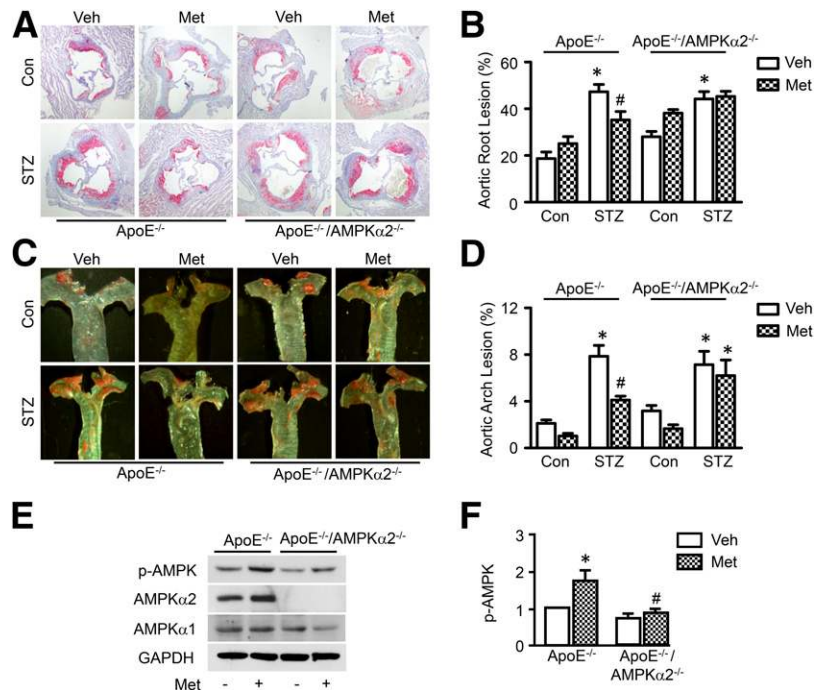 A
Veh Met Veh Met
Con
STZ
ApoE-/- ApoE-/-/AMPKα2-/-
B
ApoE-/- ApoE-/-/AMPKα2-/-
Veh
Met
Aortic Root Lesion (%)
60
40
20
0
* # *
Con STZ Con STZ
C
Veh Met Veh Met
Con
STZ
ApoE-/- ApoE-/-/AMPKα2-/-
D
ApoE-/- ApoE-/-/AMPKα2-/-
Veh
Met
Aortic Arch Lesion (%)
12
8
4
0
* # * *
Con STZ Con STZ
E
ApoE-/- ApoE-/-/AMPKα2-/-
p-AMPK
AMPKα2
AMPKα1
GAPDH
Met - + - +
F
Veh
Met
p-AMPK
3
2
1
0
* #
ApoE-/- ApoE-/-/
AMPKα2-/-